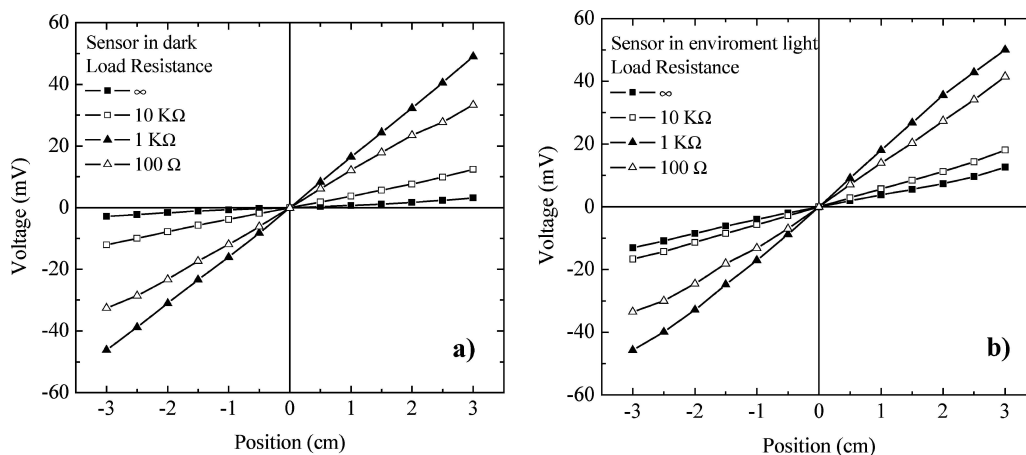 60
40
20
0
-20
-40
-60
Voltage (mV)
Sensor in dark
Load Resistance
∞
10 KΩ
1 KΩ
100 Ω
a)
-3 -2 -1 0 1 2 3
Position (cm)
60
40
20
0
-20
-40
-60
Voltage (mV)
Sensor in enviroment light
Load Resistance
∞
10 KΩ
1 KΩ
100 Ω
b)
-3 -2 -1 0 1 2 3
Position (cm)